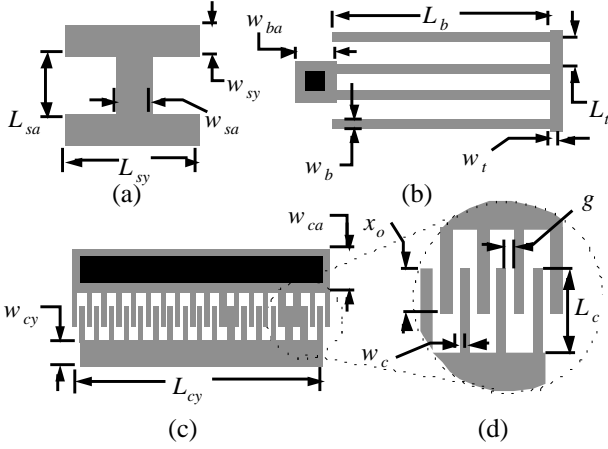 w_ba
L_b
w_sy
L_sa
w_sa
L_t
L_sy
w_b
w_t
(a)
(b)
w_ca
x_o
g
w_cy
L_c
w_c
L_cy
(c)
(d)